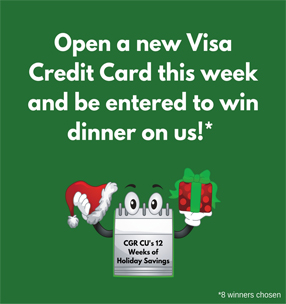 Open a new Visa
Credit Card this week
and be entered to win
dinner on us!*
CGR CU's 12
Weeks of
Holiday Savings
*8 winners chosen